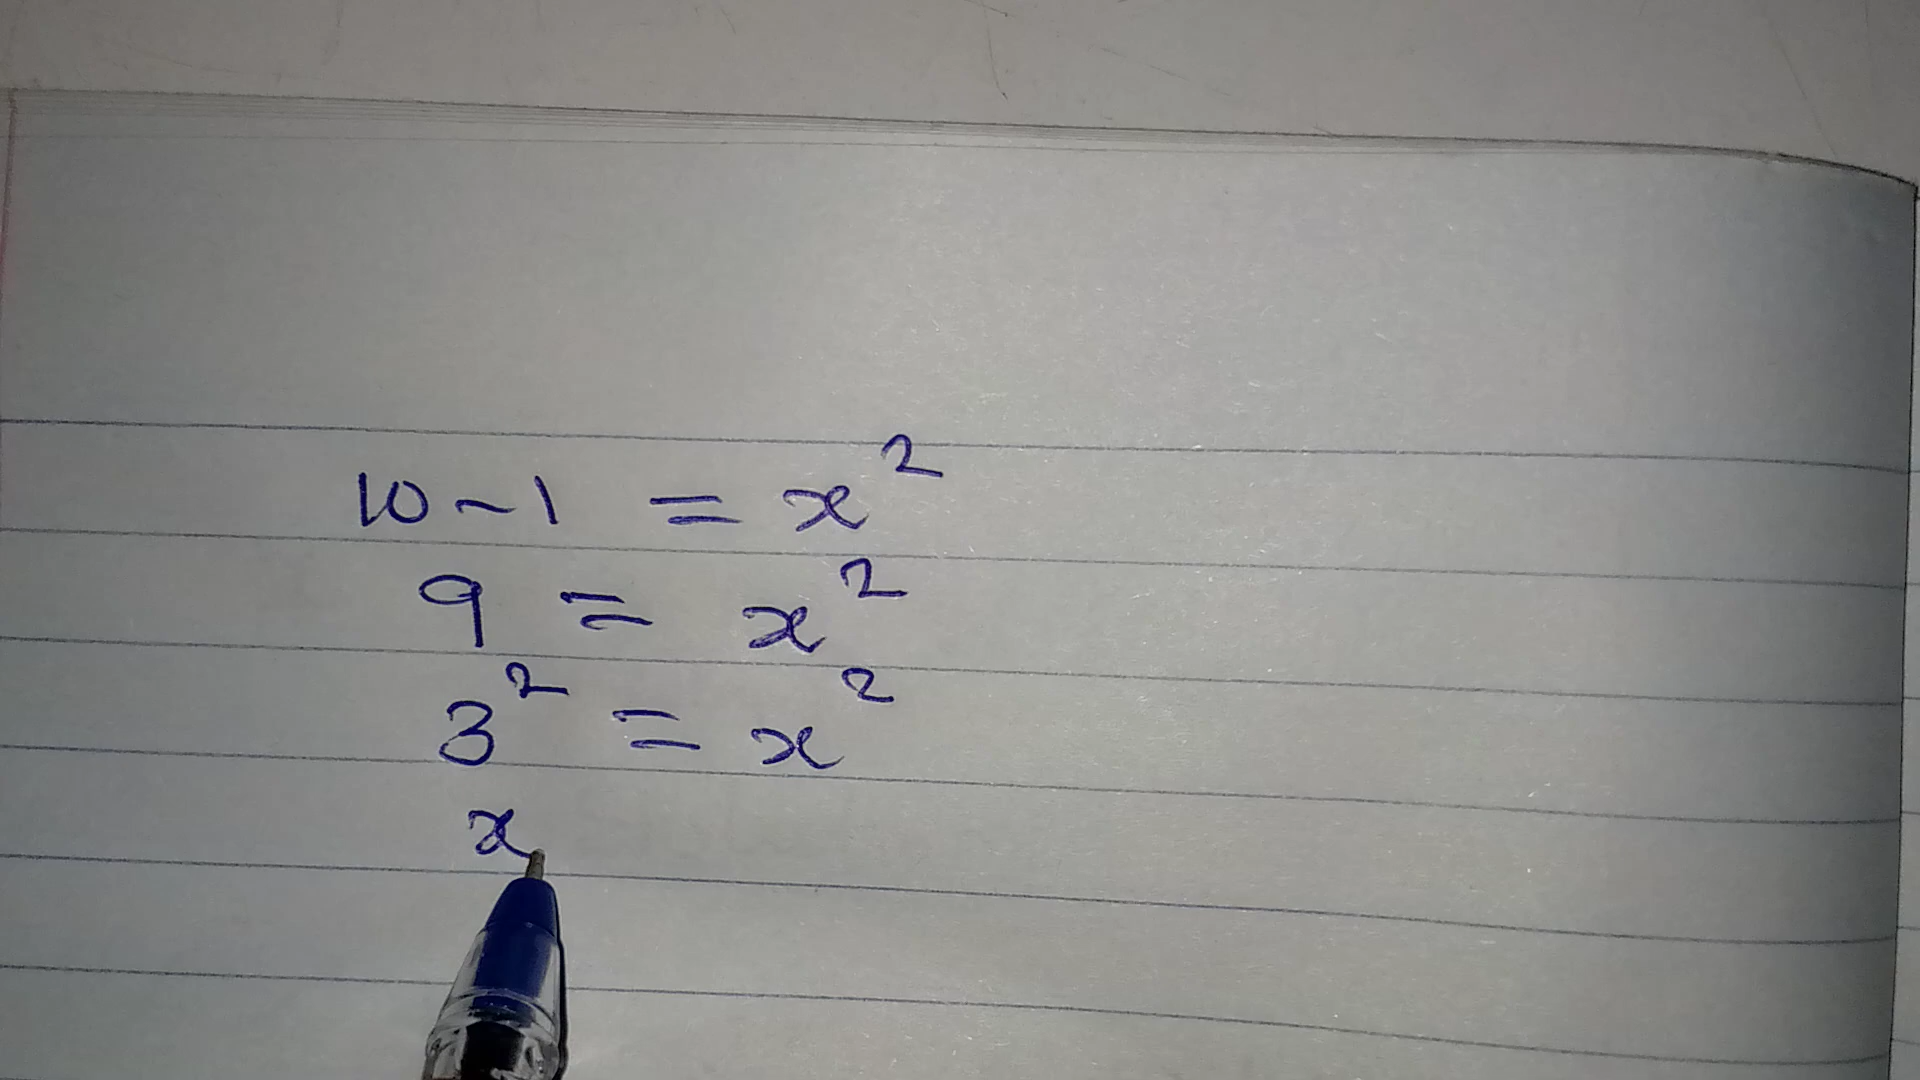 10 - 1 = x²
9 = x²
3² = x²
x